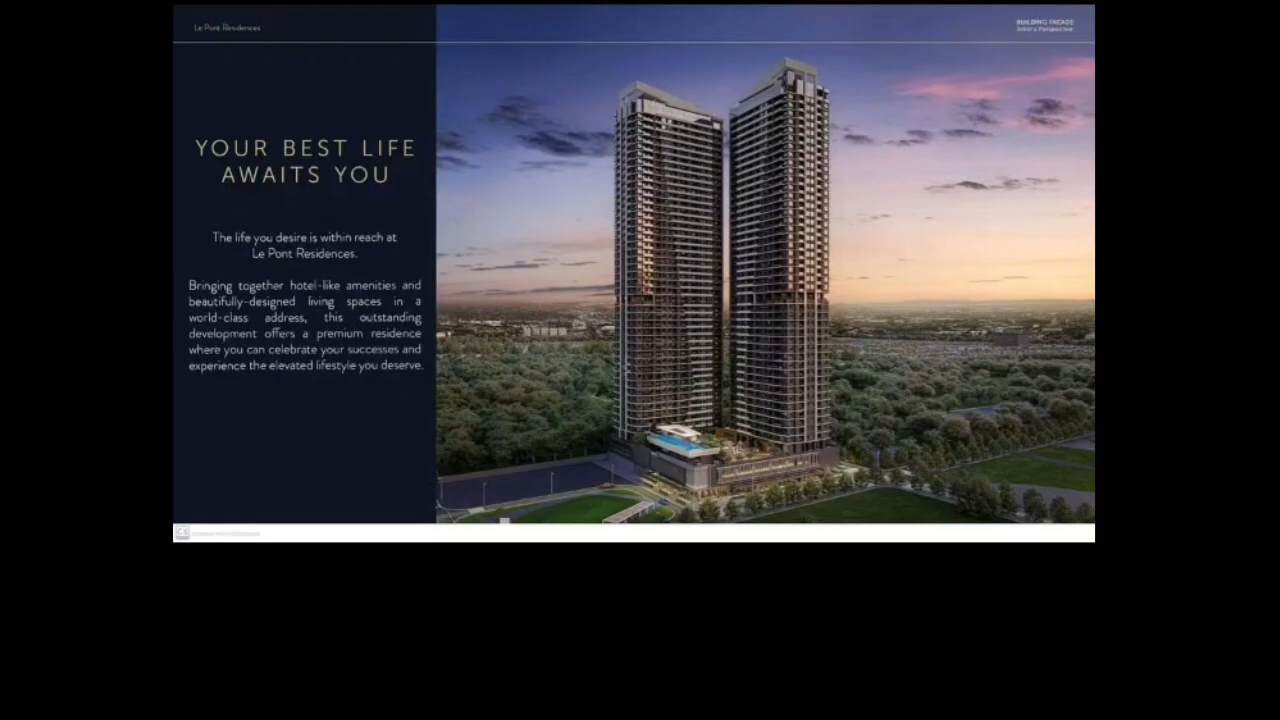 Le Pont Residences
BUILDING FACADE
Artist's Perspective
YOUR BEST LIFE
AWAITS YOU
The life you desire is within reach at
Le Pont Residences.
Bringing together hotel-like amenities and
beautifully-designed living spaces in a
world-class address, this outstanding
development offers a premium residence
where you can celebrate your successes and
experience the elevated lifestyle you deserve.